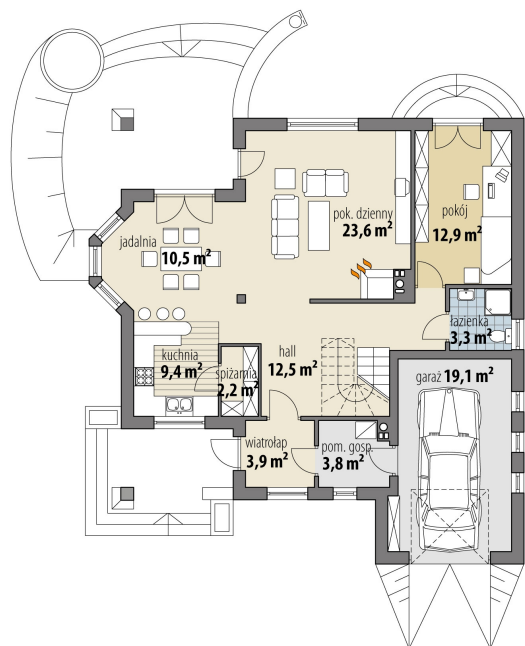 pok. dzienny
23,6 m²
pokój
12,9 m²
jadalnia
10,5 m²
łazienka
3,3 m²
kuchnia
9,4 m²
spiżarnia
2,2 m²
hall
12,5 m²
garaż 19,1 m²
wiatrołap
3,9 m²
pom. gosp.
3,8 m²